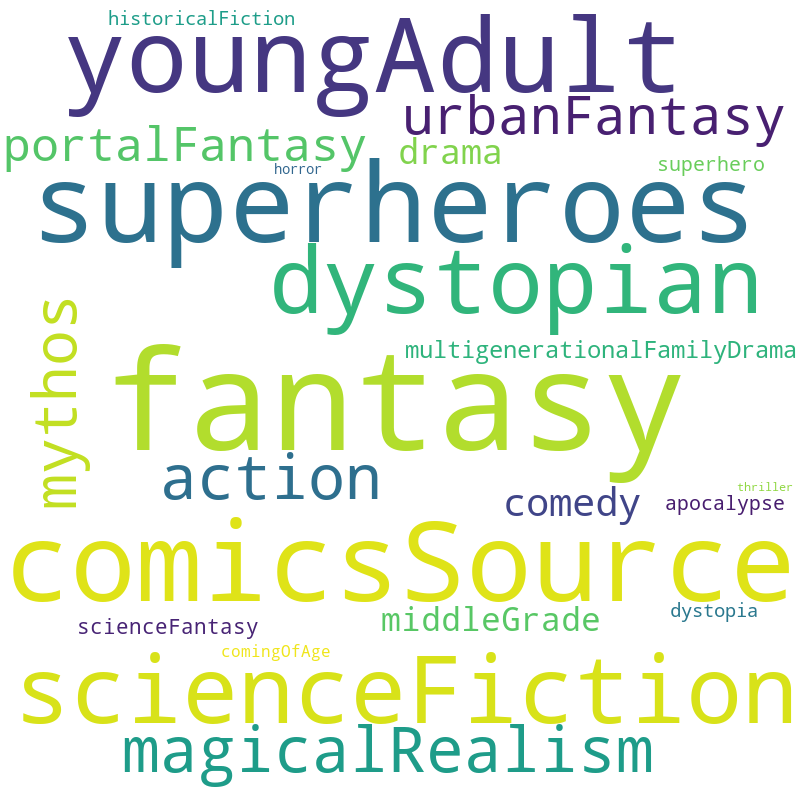 historicalFiction
youngAdult
urbanFantasy
portalFantasy
drama
horror
superhero
superheroes
dystopian
mythos
multigenerationalFamilyDrama
fantasy
action
comedy
thriller
apocalypse
comicsSource
middleGrade
dystopia
scienceFantasy
comingOfAge
scienceFiction
magicalRealism